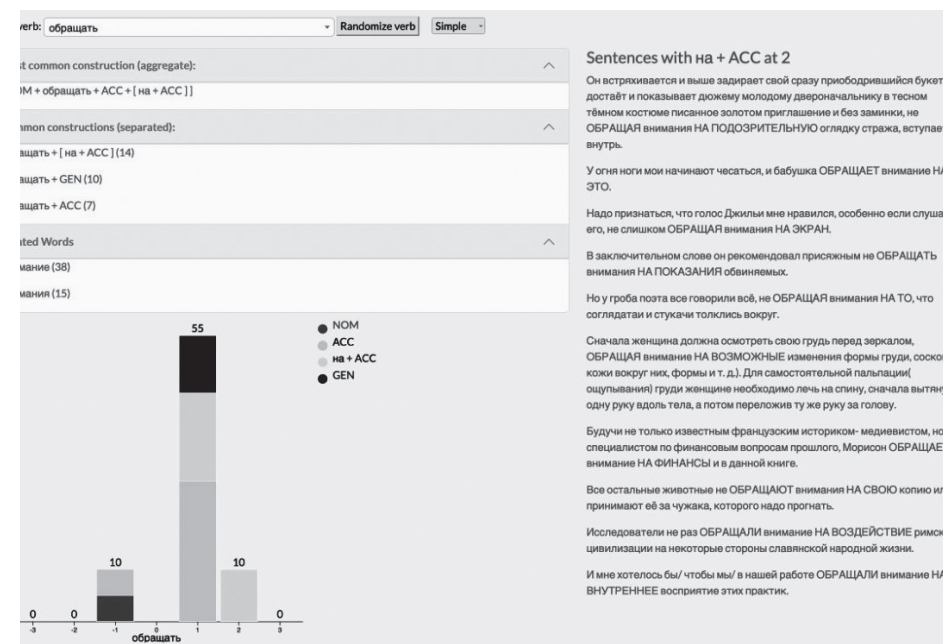 verb: обращать Randomize verb Simple
st common construction (aggregate):
OM + обращать + ACC + [ на + ACC ]]
mmon constructions (separated):
ащать + [ на + ACC ] (14)
ащать + GEN (10)
ащать + ACC (7)
ated Words
мание (38)
мания (15)
55
NOM
ACC
на + ACC
GEN
10
10
0
0
0
-3 -2 -1 0 1 2 3
обращать
Sentences with на + ACC at 2
Он встряхивается и выше задирает свой сразу приободрившийся букет
достаёт и показывает дюжему молодому двероначальнику в тесном
тёмном костюме писанное золотом приглашение и без заминки, не
ОБРАЩАЯ внимания НА ПОДОЗРИТЕЛЬНУЮ оглядку стража, вступае
внутрь.
У огня ноги мои начинают чесаться, и бабушка ОБРАЩАЕТ внимание НА
ЭТО.
Надо признаться, что голос Джильи мне нравился, особенно если слуша
его, не слишком ОБРАЩАЯ внимания НА ЭКРАН.
В заключительном слове он рекомендовал присяжным не ОБРАЩАТЬ
внимания НА ПОКАЗАНИЯ обвиняемых.
Но у гроба поэта все говорили всё, не ОБРАЩАЯ внимания НА ТО, что
соглядатаи и стукачи толклись вокруг.
Сначала женщина должна осмотреть свою грудь перед зеркалом,
ОБРАЩАЯ внимание НА ВОЗМОЖНЫЕ изменения формы груди, соско
кожи вокруг них, формы и т. д.). Для самостоятельной пальпации(
ощупывания) груди женщине необходимо лечь на спину, сначала вытян
одну руку вдоль тела, а потом переложив ту же руку за голову.
Будучи не только известным французским историком- медиевистом, но
специалистом по финансовым вопросам прошлого, Морисон ОБРАЩАЕ
внимание НА ФИНАНСЫ и в данной книге.
Все остальные животные не ОБРАЩАЮТ внимания НА СВОЮ копию ил
принимают её за чужака, которого надо прогнать.
Исследователи не раз ОБРАЩАЛИ внимание НА ВОЗДЕЙСТВИЕ римск
цивилизации на некоторые стороны славянской народной жизни.
И мне хотелось бы/ чтобы мы/ в нашей работе ОБРАЩАЛИ внимание НА
ВНУТРЕННЕЕ восприятие этих практик.